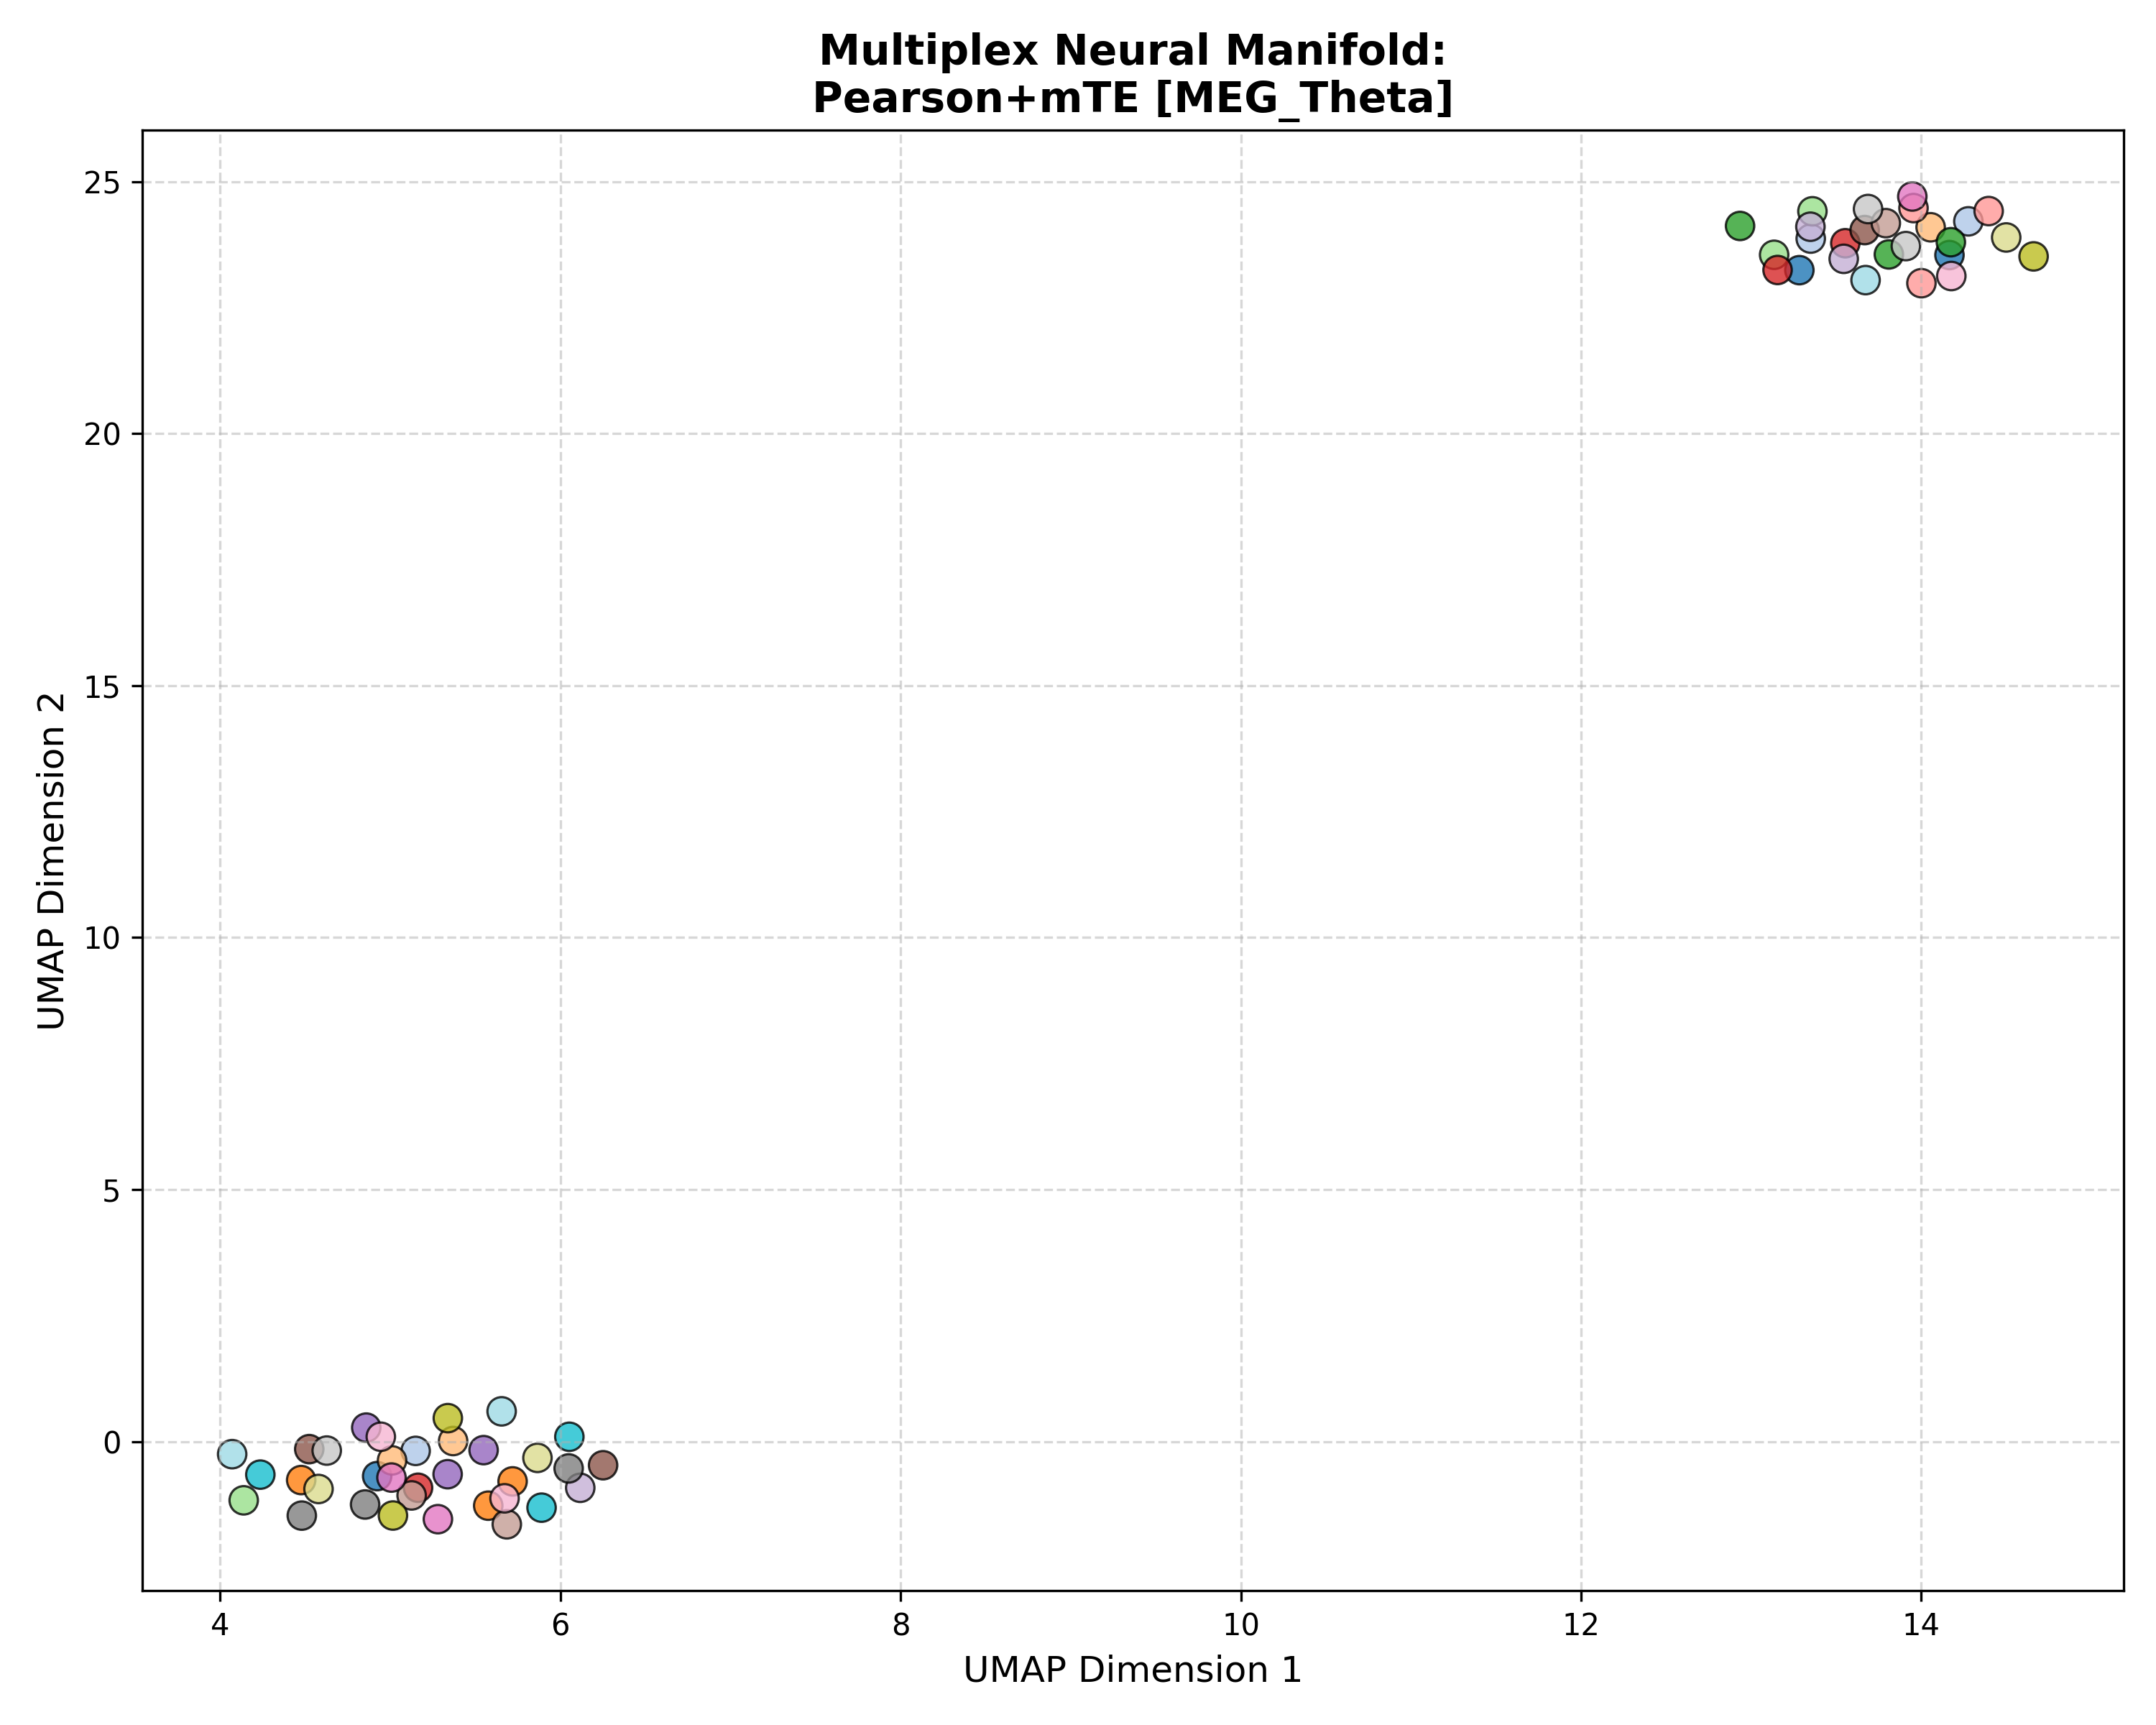 Multiplex Neural Manifold:
Pearson+mTE [MEG_Theta]
UMAP Dimension 2
25
20
15
10
5
0
4 6 8 10 12 14
UMAP Dimension 1